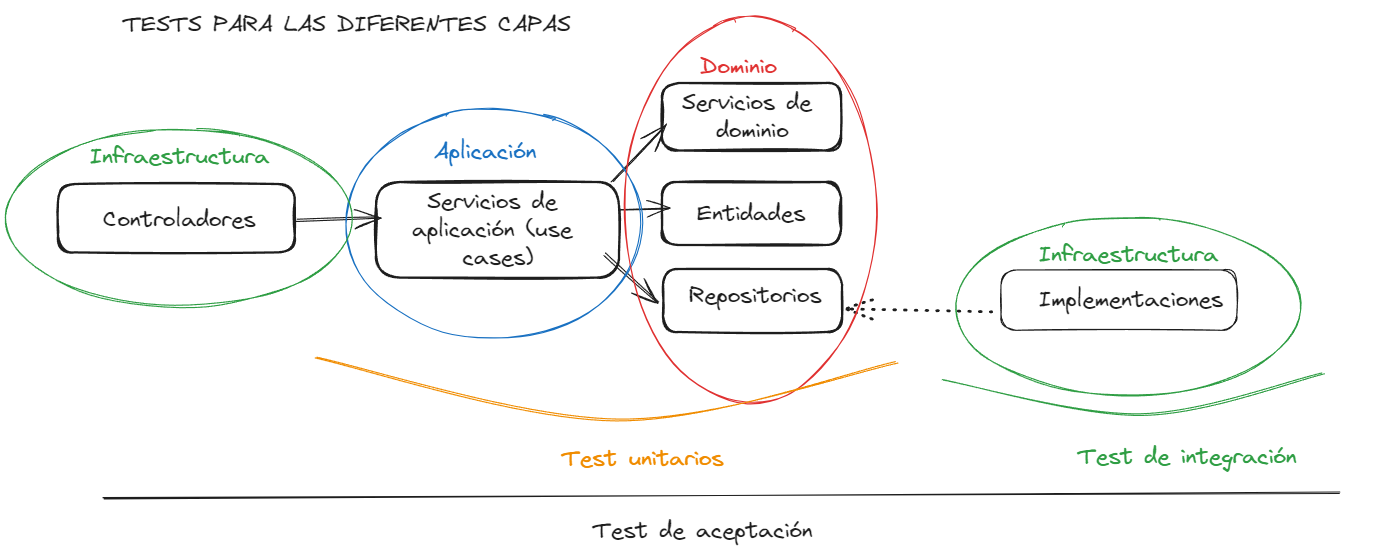 TESTS PARA LAS DIFERENTES CAPAS
Infraestructura
Controladores
Aplicación
Servicios de
aplicación (use
cases)
Dominio
Servicios de
dominio
Entidades
Repositorios
Infraestructura
Implementaciones
Test unitarios
Test de integración
Test de aceptación